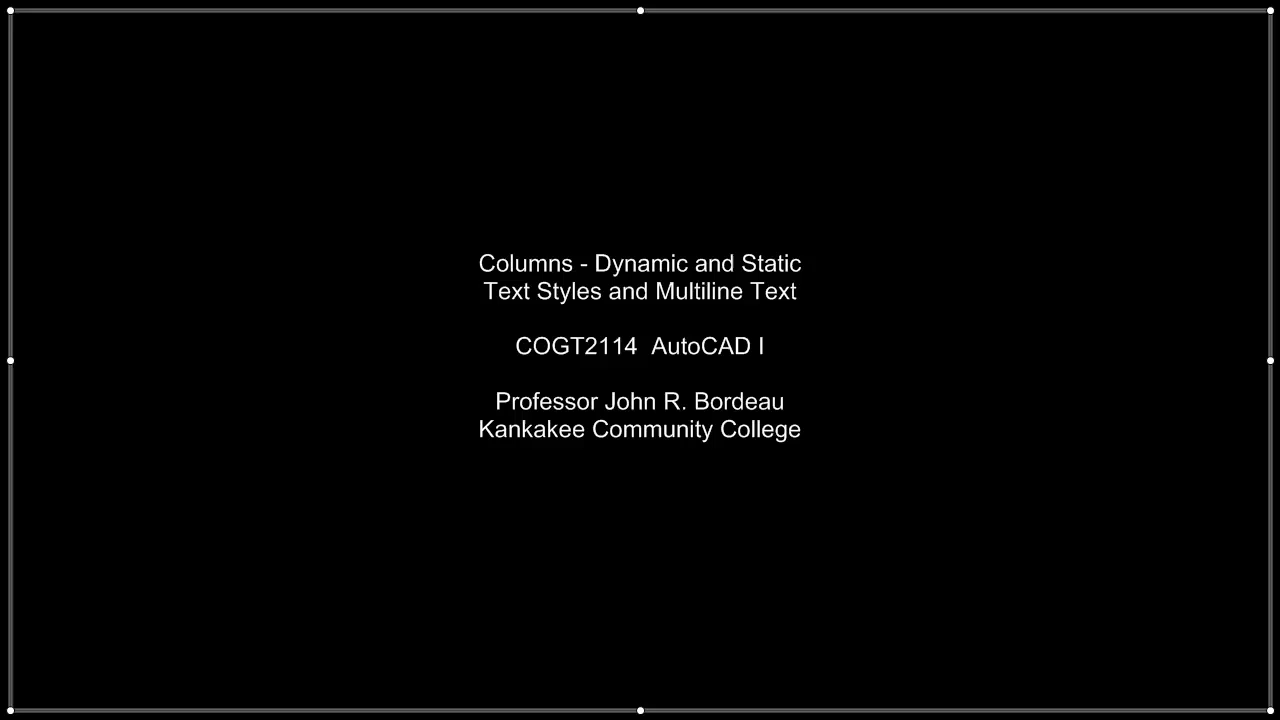 Columns - Dynamic and Static
Text Styles and Multiline Text
COGT2114  AutoCAD I
Professor John R. Bordeau
Kankakee Community College